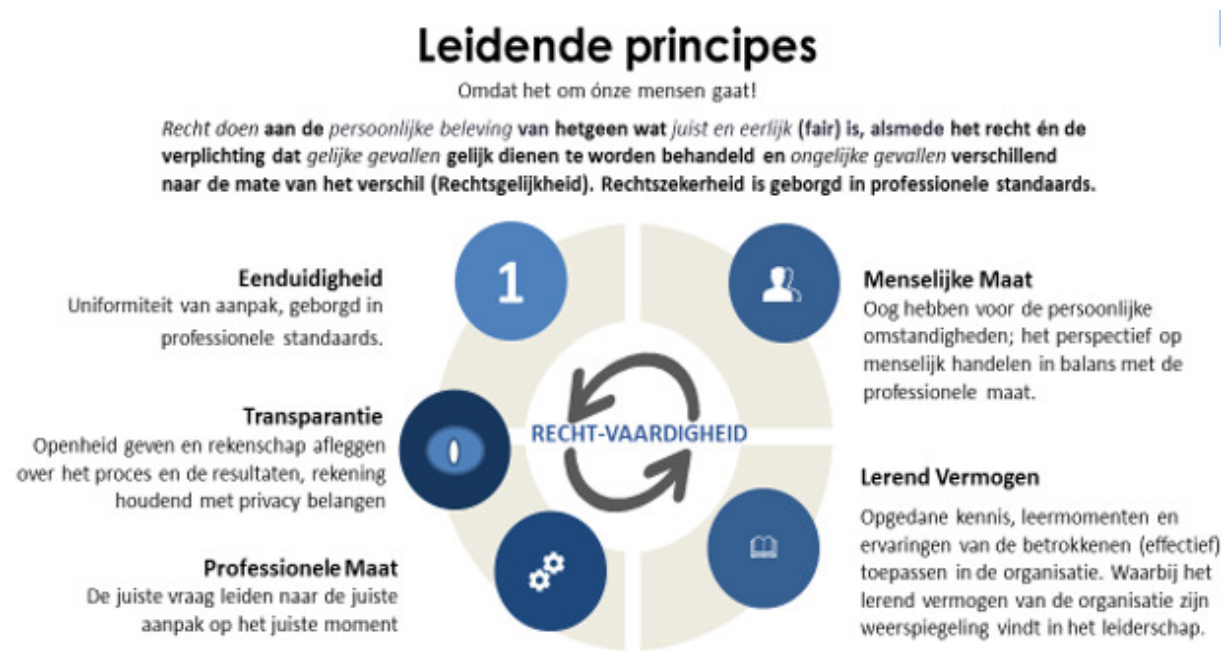 Leidende principes
Omdat het om ónze mensen gaat!
Recht doen aan de persoonlijke beleving van hetgeen wat juist en eerlijk (fair) is, alsmede het recht én de
verplichting dat gelijke gevallen gelijk dienen te worden behandeld en ongelijke gevallen verschillend
naar de mate van het verschil (Rechtsgelijkheid). Rechtszekerheid is geborgd in professionele standaards.
Eenduidigheid
Uniformiteit van aanpak, geborgd in
professionele standaards.
1
Transparantie
Openheid geven en rekenschap afleggen
over het proces en de resultaten, rekening
houdend met privacy belangen
Professionele Maat
De juiste vraag leiden naar de juiste
aanpak op het juiste moment
RECHT-VAARDIGHEID
Menselijke Maat
Oog hebben voor de persoonlijke
omstandigheden; het perspectief op
menselijk handelen in balans met de
professionele maat.
Lerend Vermogen
Opgedane kennis, leermomenten en
ervaringen van de betrokkenen (effectief)
toepassen in de organisatie. Waarbij het
lerend vermogen van de organisatie zijn
weerspiegeling vindt in het leiderschap.